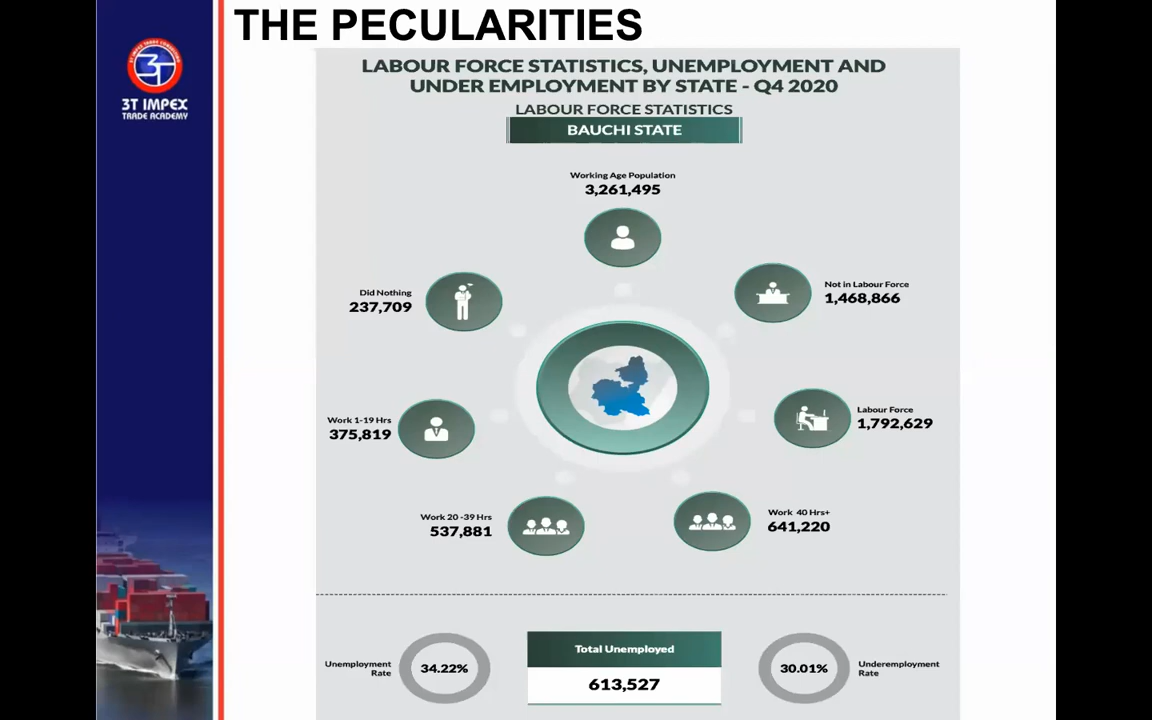 THE PECULARITIES
3T
3T IMPEX
TRADE ACADEMY
LABOUR FORCE STATISTICS, UNEMPLOYMENT AND
UNDER EMPLOYMENT BY STATE - Q4 2020
LABOUR FORCE STATISTICS
BAUCHI STATE
Working Age Population
3,261,495
Did Nothing
237,709
Not in Labour Force
1,468,866
Work 1-19 Hrs
375,819
Labour Force
1,792,629
Work 20 -39 Hrs
537,881
Work 40 Hrs+
641,220
Unemployment
Rate
34.22%
Total Unemployed
613,527
30.01%
Underemployment
Rate